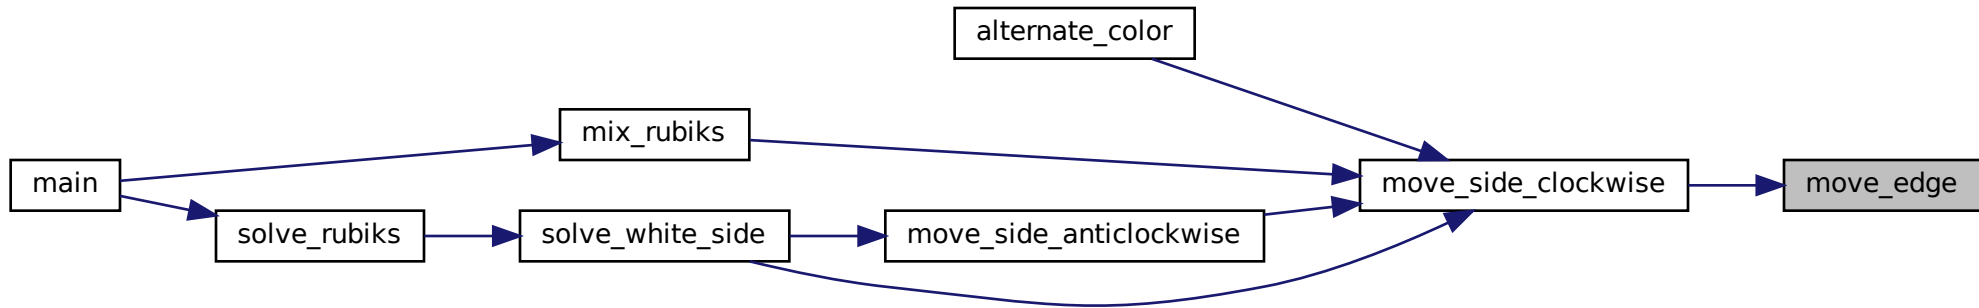 alternate_color
mix_rubiks
main
move_side_clockwise
move_edge
solve_rubiks
solve_white_side
move_side_anticlockwise